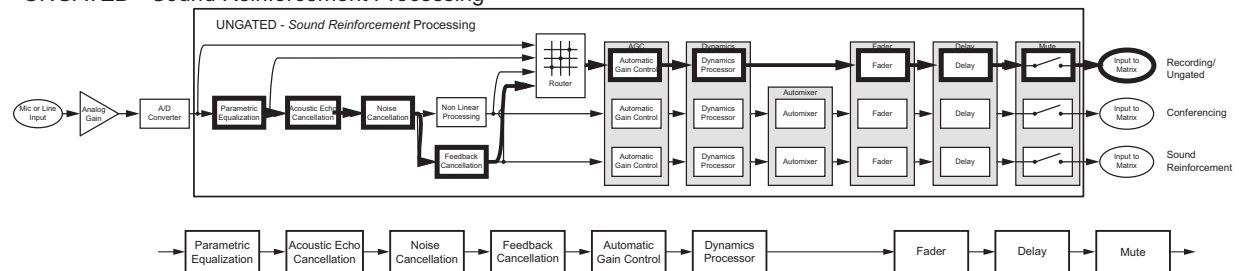 UNGATED - Sound Reinforcement Processing
UNGATED - Sound Reinforcement Processing
Mic or Line
Input
Analog
Gain
A/D
Converter
Parametric
Equalization
Acoustic Echo
Cancellation
Noise
Cancellation
Non Linear
Processing
Feedback
Cancellation
Router
AGC
Automatic
Gain Control
Automatic
Gain Control
Automatic
Gain Control
Dynamics
Dynamics
Processor
Dynamics
Processor
Dynamics
Processor
Automixer
Automixer
Automixer
Fader
Fader
Fader
Fader
Delay
Delay
Delay
Delay
Mute
Input to
Matrix
Recording/
Ungated
Input to
Matrix
Conferencing
Input to
Matrix
Sound
Reinforcement
Parametric
Equalization
Acoustic Echo
Cancellation
Noise
Cancellation
Feedback
Cancellation
Automatic
Gain Control
Dynamics
Processor
Fader
Delay
Mute